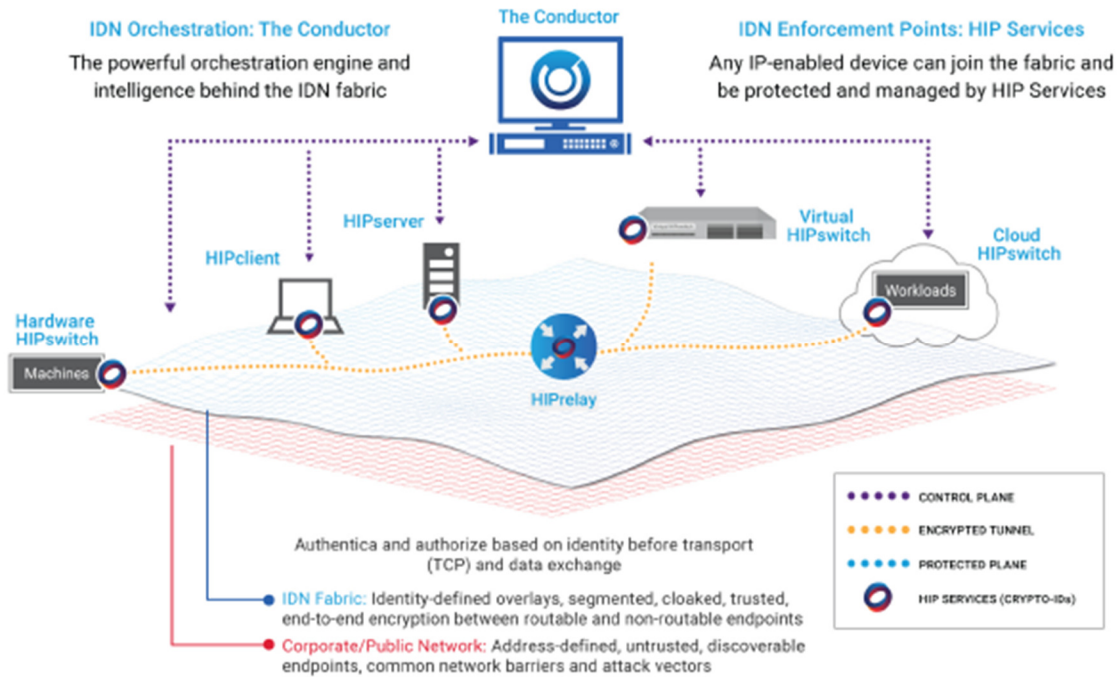 The Conductor
IDN Orchestration: The Conductor
The powerful orchestration engine and
intelligence behind the IDN fabric
IDN Enforcement Points: HIP Services
Any IP-enabled device can join the fabric and
be protected and managed by HIP Services
HIPserver
HIPclient
Virtual
HIPswitch
Cloud
HIPswitch
Workloads
Hardware
HIPswitch
Machines
HIPrelay
CONTROL PLANE
ENCRYPTED TUNNEL
PROTECTED PLANE
HIP SERVICES (CRYPTO-IDs)
Authentica and authorize based on identity before transport
(TCP) and data exchange
IDN Fabric: Identity-defined overlays, segmented, cloaked, trusted,
end-to-end encryption between routable and non-routable endpoints
Corporate/Public Network: Address-defined, untrusted, discoverable
endpoints, common network barriers and attack vectors